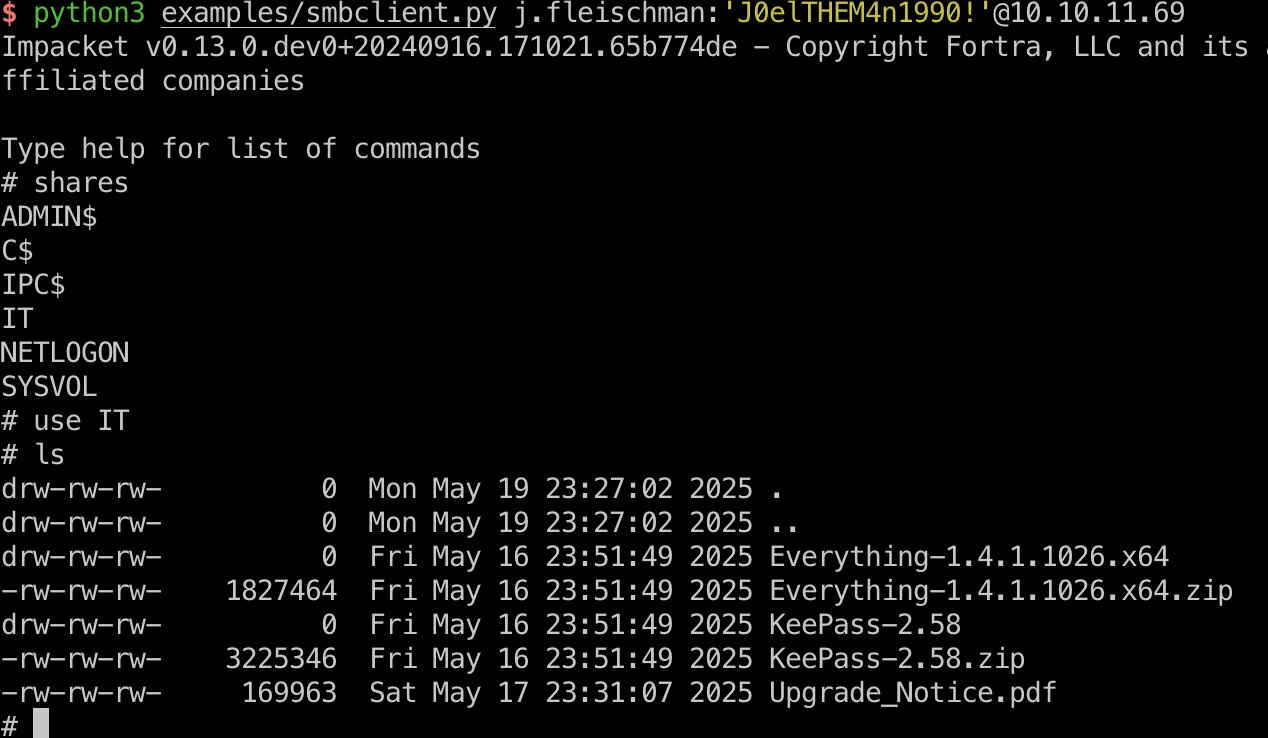 $ python3 examples/smbclient.py j.fleischman:'J0elTHEM4n1990!'@10.10.11.69
Impacket v0.13.0.dev0+20240916.171021.65b774de - Copyright Fortra, LLC and its a
ffiliated companies

Type help for list of commands
# shares
ADMIN$
C$
IPC$
IT
NETLOGON
SYSVOL
# use IT
# ls
drw-rw-rw-          0  Mon May 19 23:27:02 2025 .
drw-rw-rw-          0  Mon May 19 23:27:02 2025 ..
drw-rw-rw-          0  Fri May 16 23:51:49 2025 Everything-1.4.1.1026.x64
-rw-rw-rw-    1827464  Fri May 16 23:51:49 2025 Everything-1.4.1.1026.x64.zip
drw-rw-rw-          0  Fri May 16 23:51:49 2025 KeePass-2.58
-rw-rw-rw-    3225346  Fri May 16 23:51:49 2025 KeePass-2.58.zip
-rw-rw-rw-     169963  Sat May 17 23:31:07 2025 Upgrade_Notice.pdf
#